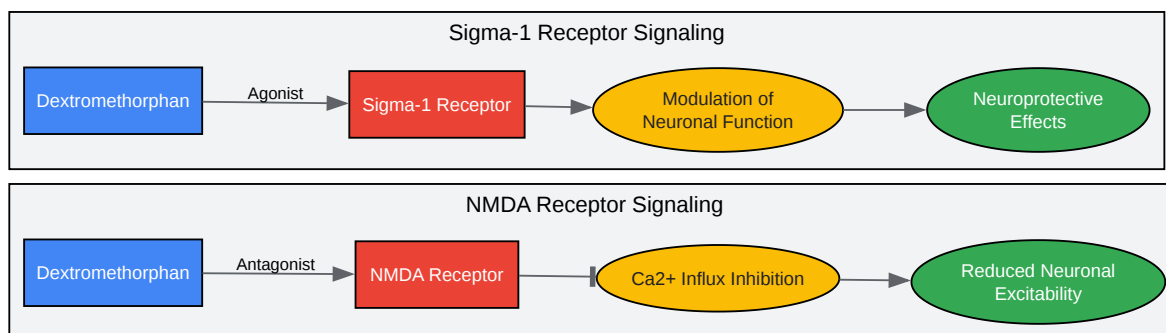 Sigma-1 Receptor Signaling
Dextromethorphan
Agonist
Sigma-1 Receptor
Modulation of
Neuronal Function
Neuroprotective
Effects
NMDA Receptor Signaling
Dextromethorphan
Antagonist
NMDA Receptor
Ca2+ Influx Inhibition
Reduced Neuronal
Excitability